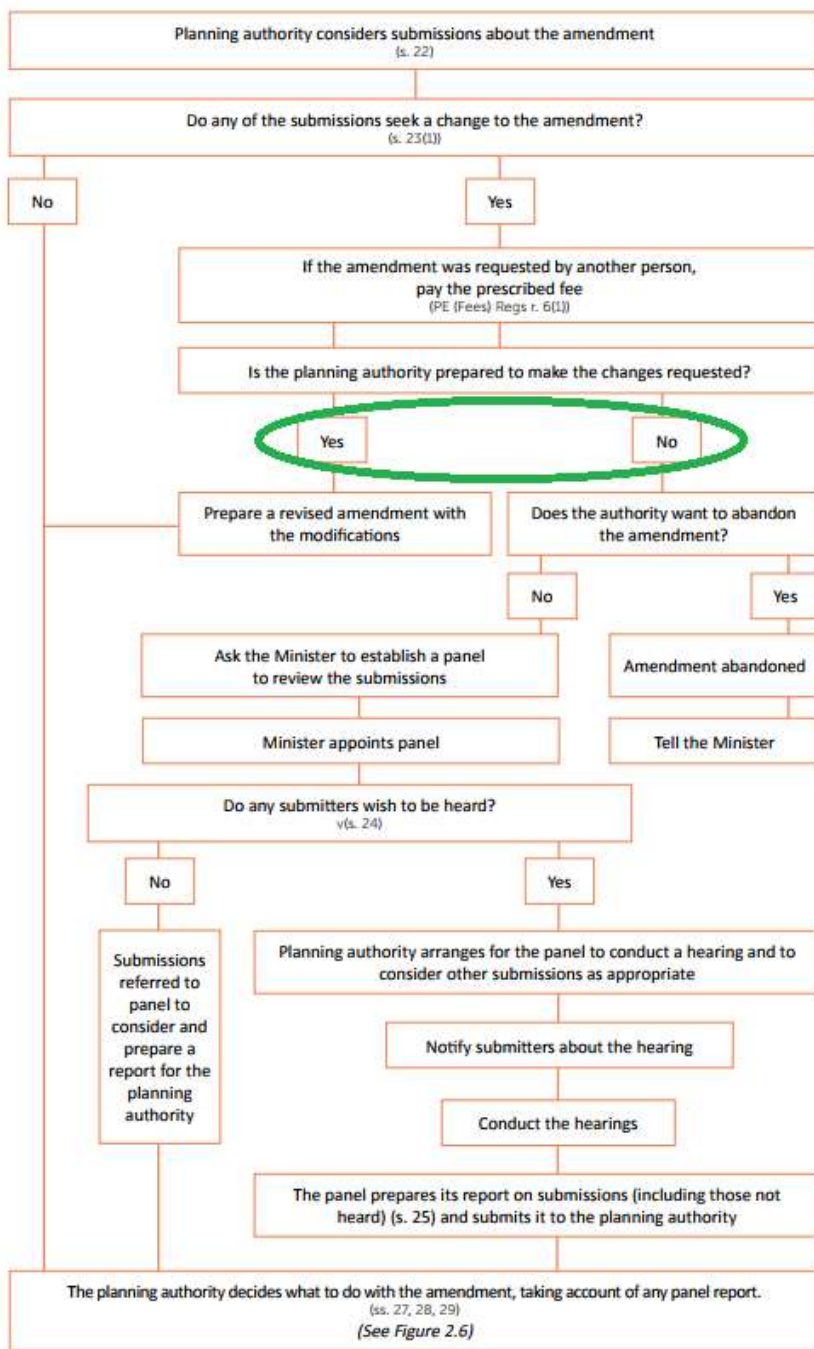 Planning authority considers submissions about the amendment
(s. 22)
Do any of the submissions seek a change to the amendment?
(s. 23(1))
No
Yes
If the amendment was requested by another person,
pay the prescribed fee
(PE (Fees) Regs r. 6(1))
Is the planning authority prepared to make the changes requested?
Yes
No
Prepare a revised amendment with
the modifications
Does the authority want to abandon
the amendment?
No
Yes
Ask the Minister to establish a panel
to review the submissions
Amendment abandoned
Minister appoints panel
Tell the Minister
Do any submitters wish to be heard?
v(s. 24)
No
Yes
Submissions
referred to
panel to
consider and
prepare a
report for the
planning
authority
Planning authority arranges for the panel to conduct a hearing and to
consider other submissions as appropriate
Notify submitters about the hearing
Conduct the hearings
The panel prepares its report on submissions (including those not
heard) (s. 25) and submits it to the planning authority
The planning authority decides what to do with the amendment, taking account of any panel report.
(ss. 27, 28, 29)
(See Figure 2.6)